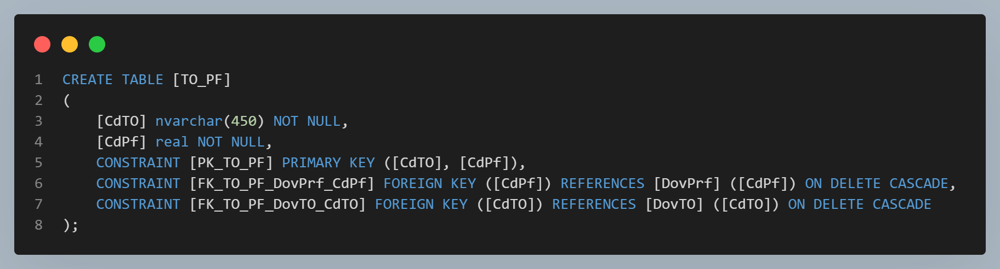 1 CREATE TABLE [TO_PF]
2 (
3     [CdTO] nvarchar(450) NOT NULL,
4     [CdPf] real NOT NULL,
5     CONSTRAINT [PK_TO_PF] PRIMARY KEY ([CdTO], [CdPf]),
6     CONSTRAINT [FK_TO_PF_DovPrf_CdPf] FOREIGN KEY ([CdPf]) REFERENCES [DovPrf] ([CdPf]) ON DELETE CASCADE,
7     CONSTRAINT [FK_TO_PF_DovTO_CdTO] FOREIGN KEY ([CdTO]) REFERENCES [DovTO] ([CdTO]) ON DELETE CASCADE
8 );